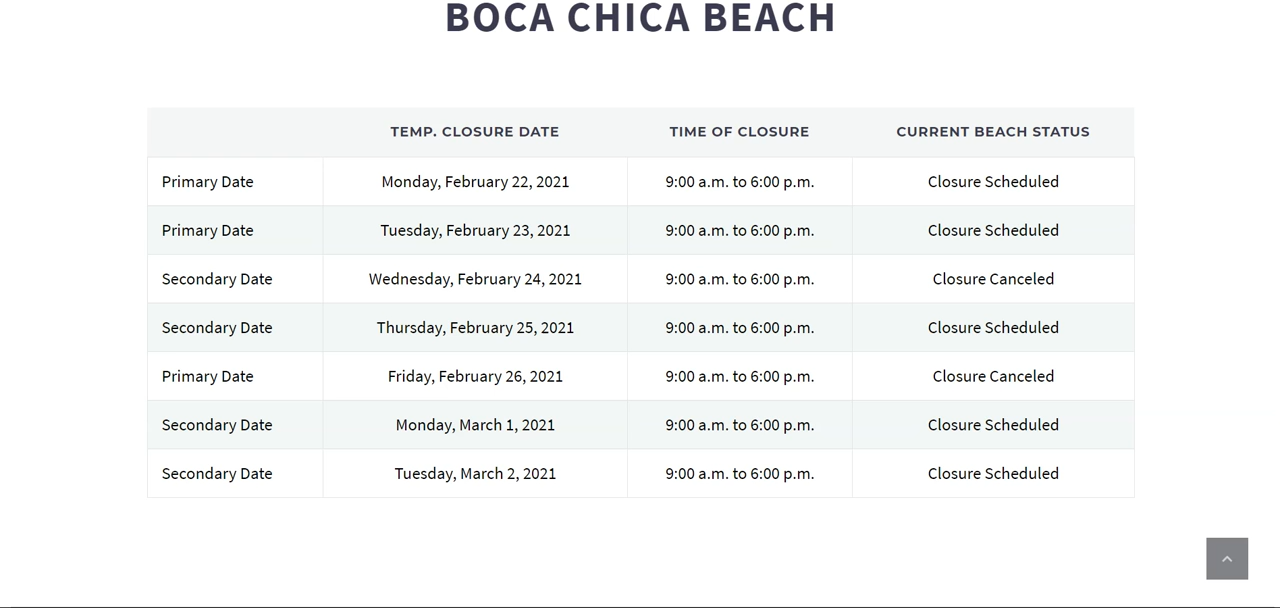 BOCA CHICA BEACH
TEMP. CLOSURE DATE TIME OF CLOSURE CURRENT BEACH STATUS
Primary Date Monday, February 22, 2021 9:00 a.m. to 6:00 p.m. Closure Scheduled
Primary Date Tuesday, February 23, 2021 9:00 a.m. to 6:00 p.m. Closure Scheduled
Secondary Date Wednesday, February 24, 2021 9:00 a.m. to 6:00 p.m. Closure Canceled
Secondary Date Thursday, February 25, 2021 9:00 a.m. to 6:00 p.m. Closure Scheduled
Primary Date Friday, February 26, 2021 9:00 a.m. to 6:00 p.m. Closure Canceled
Secondary Date Monday, March 1, 2021 9:00 a.m. to 6:00 p.m. Closure Scheduled
Secondary Date Tuesday, March 2, 2021 9:00 a.m. to 6:00 p.m. Closure Scheduled